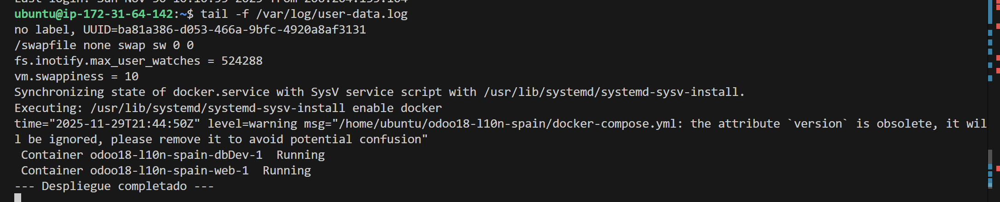 ubuntu@ip-172-31-64-142:~$ tail -f /var/log/user-data.log
no label, UUID=ba81a386-d053-466a-9bfc-4920a8af3131
/swapfile none swap sw 0 0
fs.inotify.max_user_watches = 524288
vm.swappiness = 10
Synchronizing state of docker.service with SysV service script with /usr/lib/systemd/systemd-sysv-install.
Executing: /usr/lib/systemd/systemd-sysv-install enable docker
time="2025-11-29T21:44:50Z" level=warning msg="/home/ubuntu/odoo18-l10n-spain/docker-compose.yml: the attribute `version` is obsolete, it wil
l be ignored, please remove it to avoid potential confusion"
 Container odoo18-l10n-spain-dbDev-1  Running
 Container odoo18-l10n-spain-web-1  Running
--- Despliegue completado ---